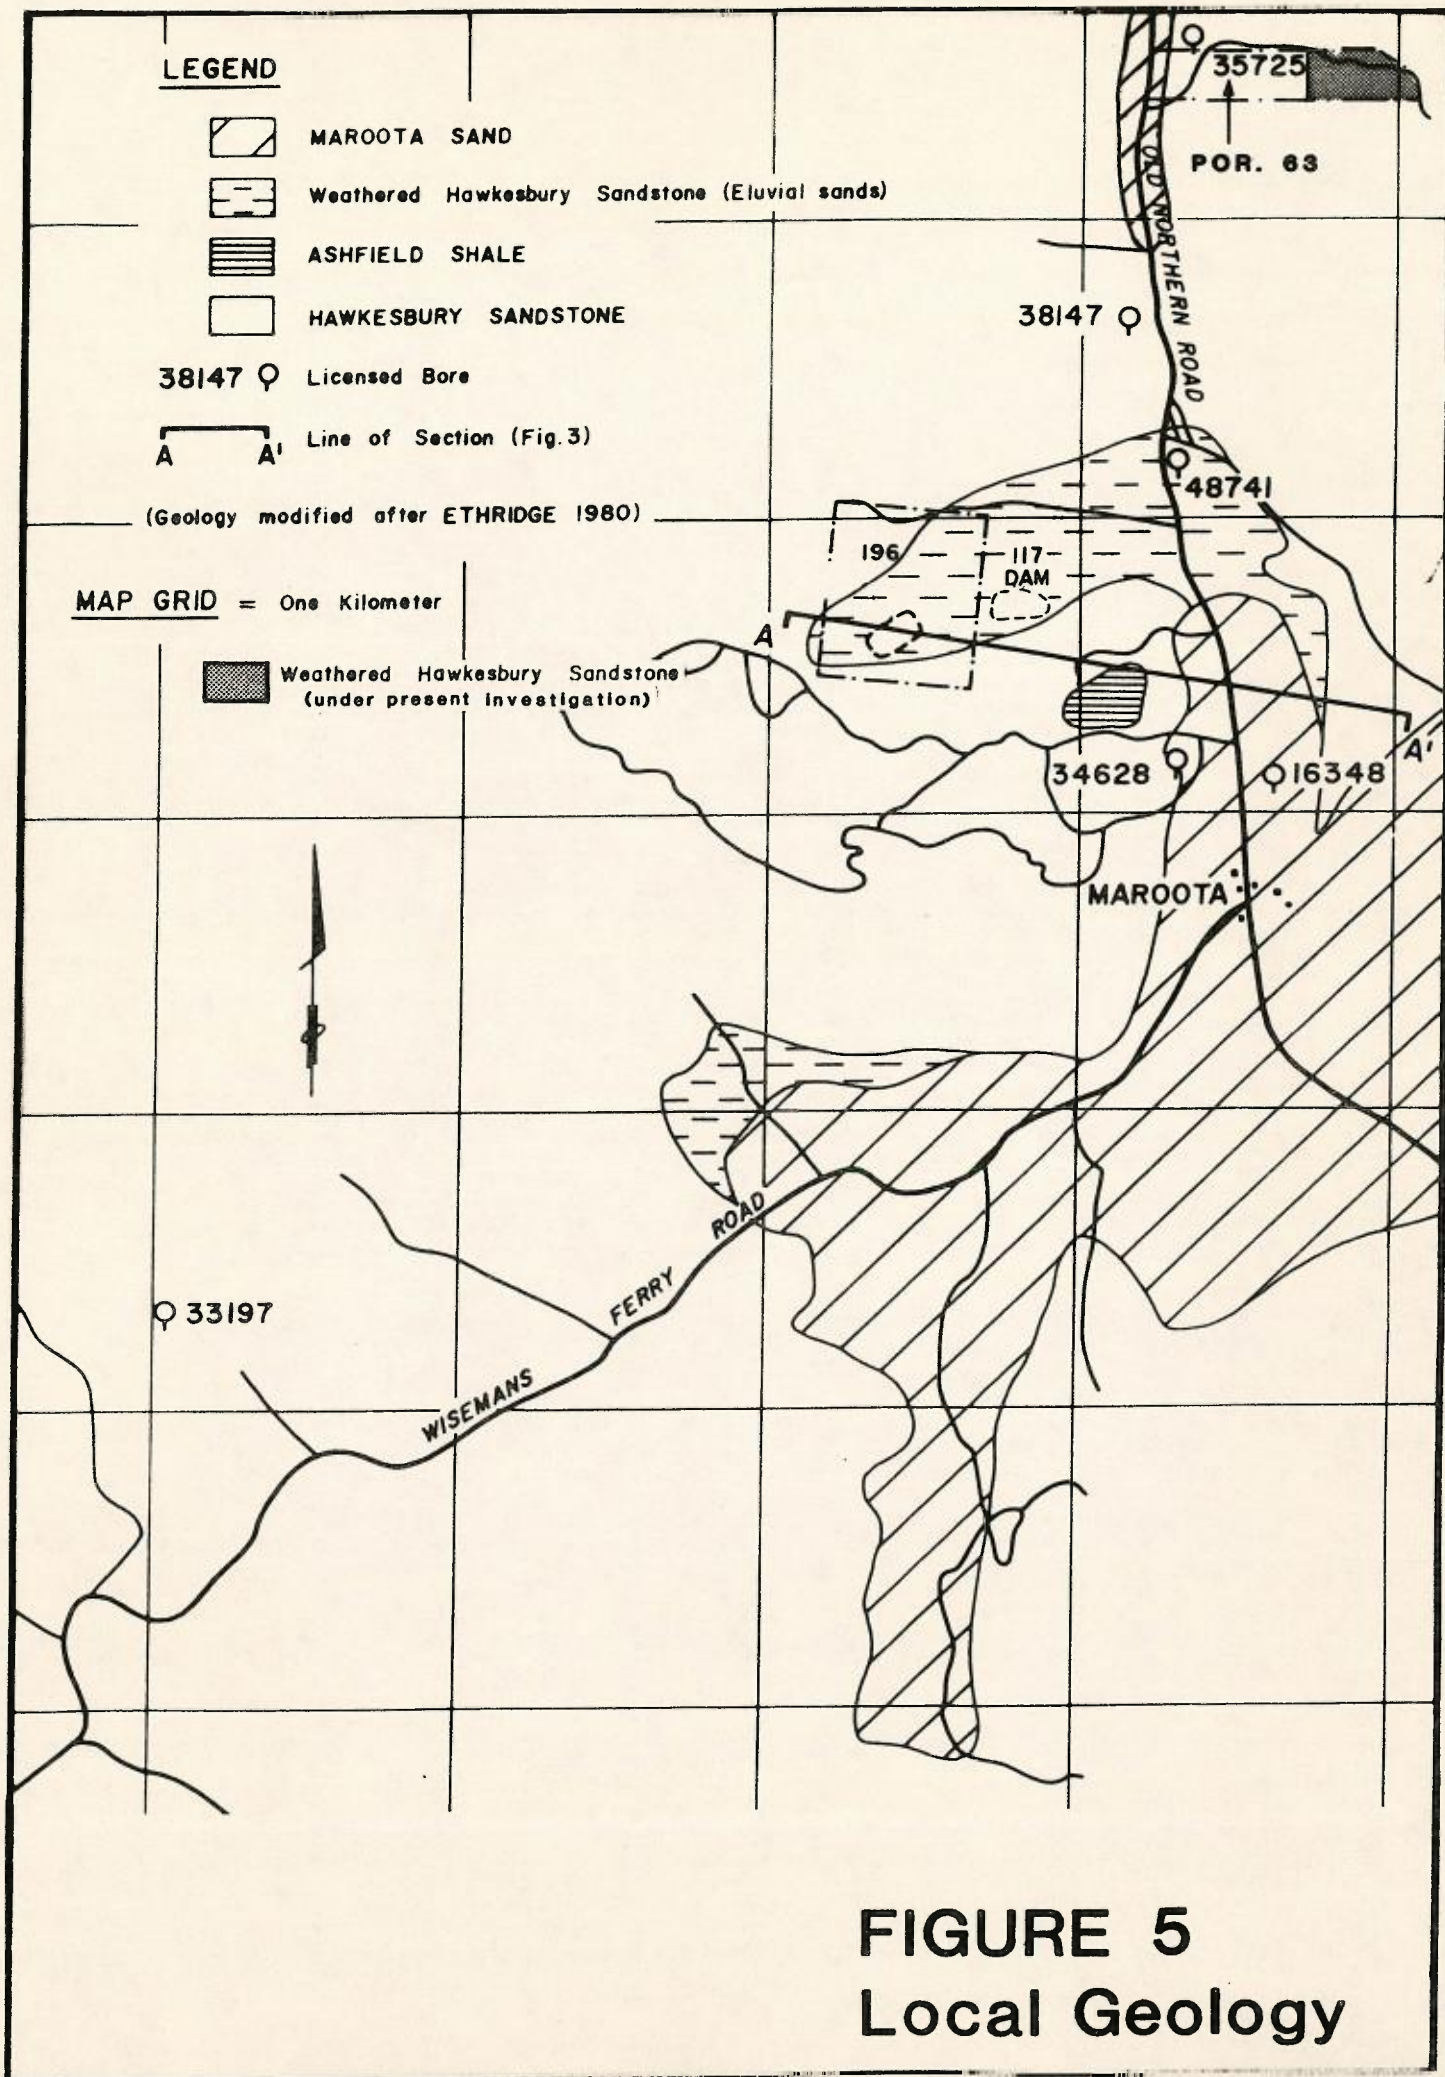 LEGEND
MAROOTA SAND
Weathered Hawkesbury Sandstone (Eluvial sands)
ASHFIELD SHALE
HAWKESBURY SANDSTONE
38147 Licensed Bore
A A' Line of Section (Fig. 3)
(Geology modified after ETHRIDGE 1980)
MAP GRID = One Kilometer
Weathered Hawkesbury Sandstone
(under present investigation)
35725
POR. 63
OLD NORTHERN ROAD
38147
48741
196
117
DAM
A
A'
34628
16348
MAROOTA
WISEMANS FERRY ROAD
33197
FIGURE 5
Local Geology